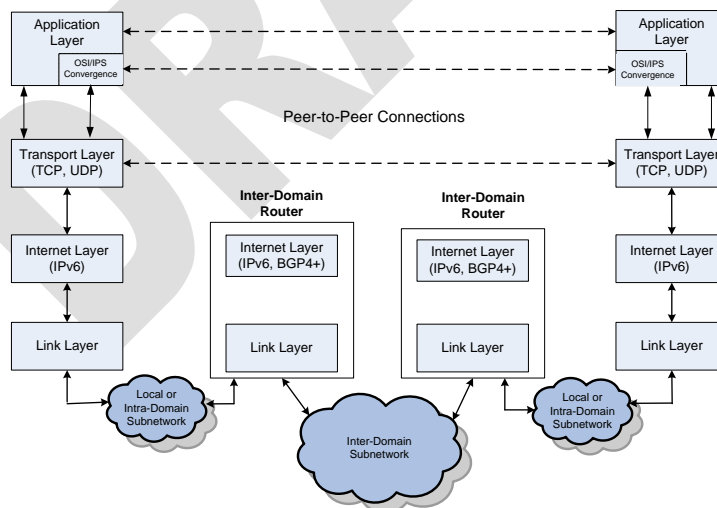 Application
Layer
OSI/IPS
Convergence
Application
Layer
OSI/IPS
Convergence
Peer-to-Peer Connections
Transport Layer
(TCP, UDP)
Transport Layer
(TCP, UDP)
Inter-Domain
Router
Inter-Domain
Router
Internet Layer
(IPv6)
Internet Layer
(IPv6, BGP4+)
Internet Layer
(IPv6, BGP4+)
Internet Layer
(IPv6)
Link Layer
Link Layer
Link Layer
Link Layer
Local or
Intra-Domain
Subnetwork
Inter-Domain
Subnetwork
Local or
Intra-Domain
Subnetwork